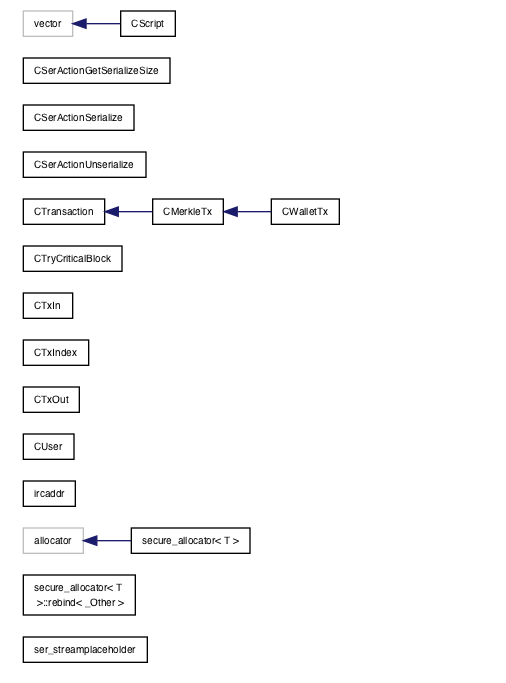 vector
CScript
CSerActionGetSerializeSize
CSerActionSerialize
CSerActionUnserialize
CTransaction
CMerkleTx
CWalletTx
CTryCriticalBlock
CTxIn
CTxIndex
CTxOut
CUser
ircaddr
allocator
secure_allocator< T >
secure_allocator< T
>::rebind< _Other >
ser_streamplaceholder